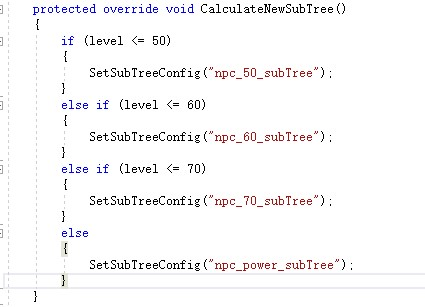 protected override void CalculateNewSubTree()
{
if (level <= 50)
{
SetSubTreeConfig("npc_50_subTree");
}
else if (level <= 60)
{
SetSubTreeConfig("npc_60_subTree");
}
else if (level <= 70)
{
SetSubTreeConfig("npc_70_subTree");
}
else
{
SetSubTreeConfig("npc_power_subTree");
}
}